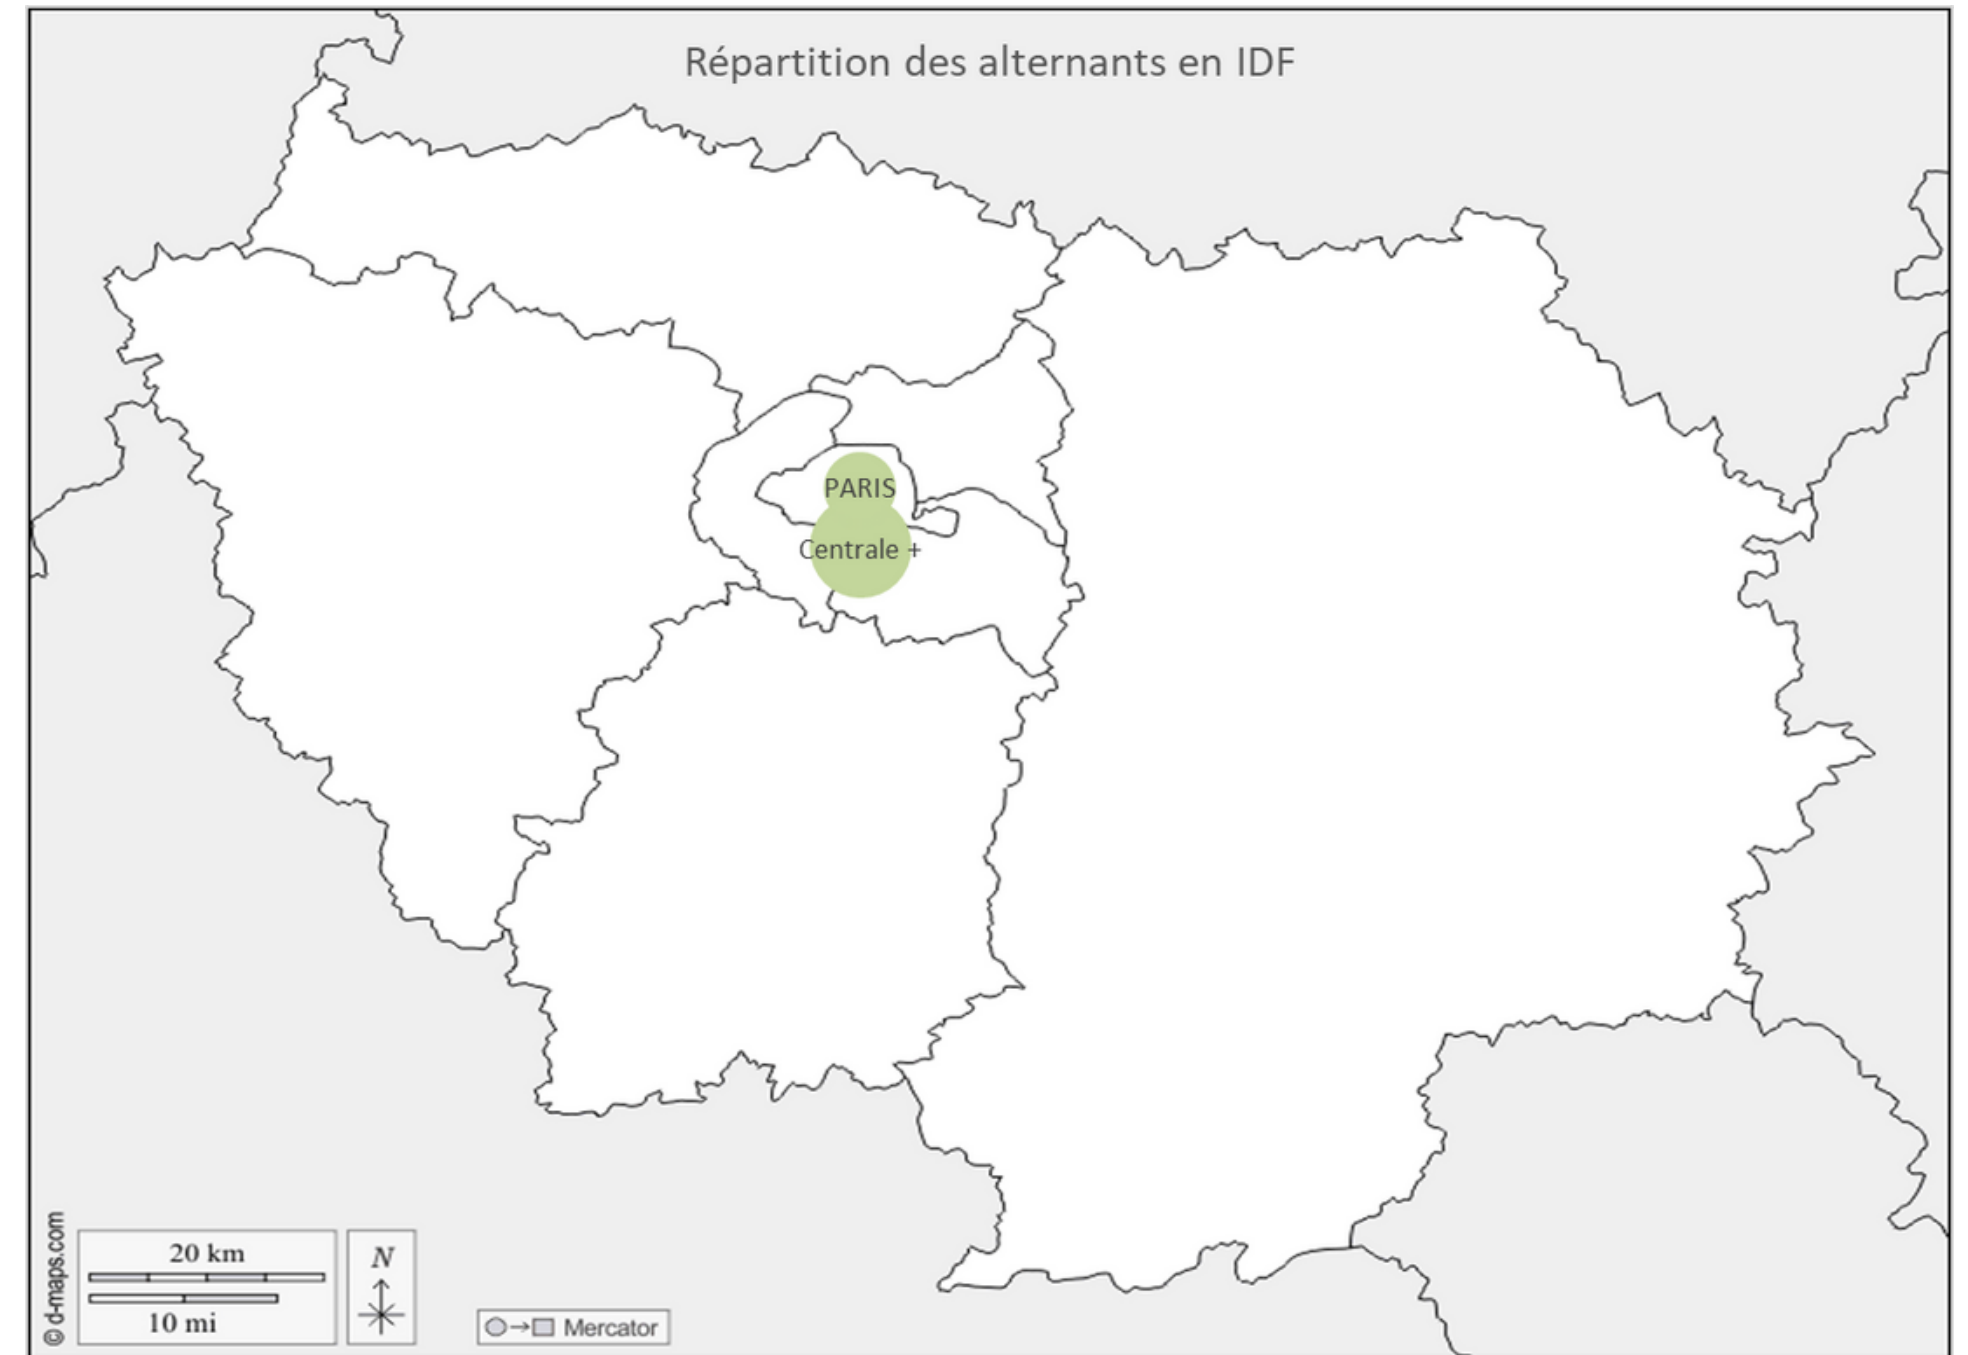 Répartition des alternants en IDF
PARIS
Centrale +
© d-maps.com
20 km
10 mi
N
Mercator